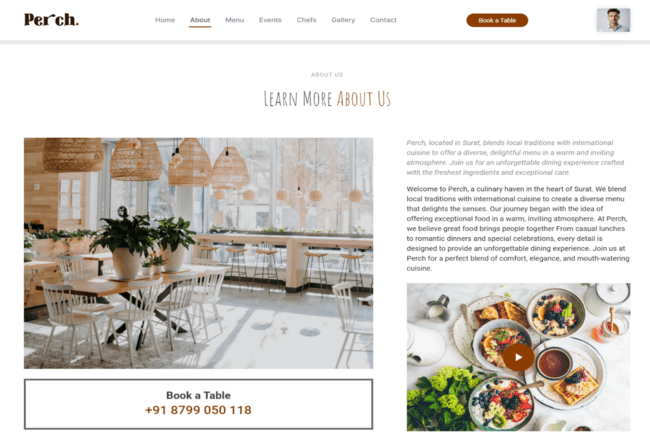 Perch.
Home About Menu Events Chefs Gallery Contact
Book a Table
ABOUT US
Learn More About Us
Perch, located in Surat, blends local traditions with international
cuisine to offer a diverse, delightful menu in a warm and inviting
atmosphere. Join us for an unforgettable dining experience crafted
with the freshest ingredients and exceptional care.
Welcome to Perch, a culinary haven in the heart of Surat. We blend
local traditions with international cuisine to create a diverse menu
that delights the senses. Our journey began with the idea of
offering exceptional food in a warm, inviting atmosphere. At Perch,
we believe great food brings people together From casual lunches
to romantic dinners and special celebrations, every detail is
designed to provide an unforgettable dining experience. Join us at
Perch for a perfect blend of comfort, elegance, and mouth-watering
cuisine.
Book a Table
+91 8799 050 118